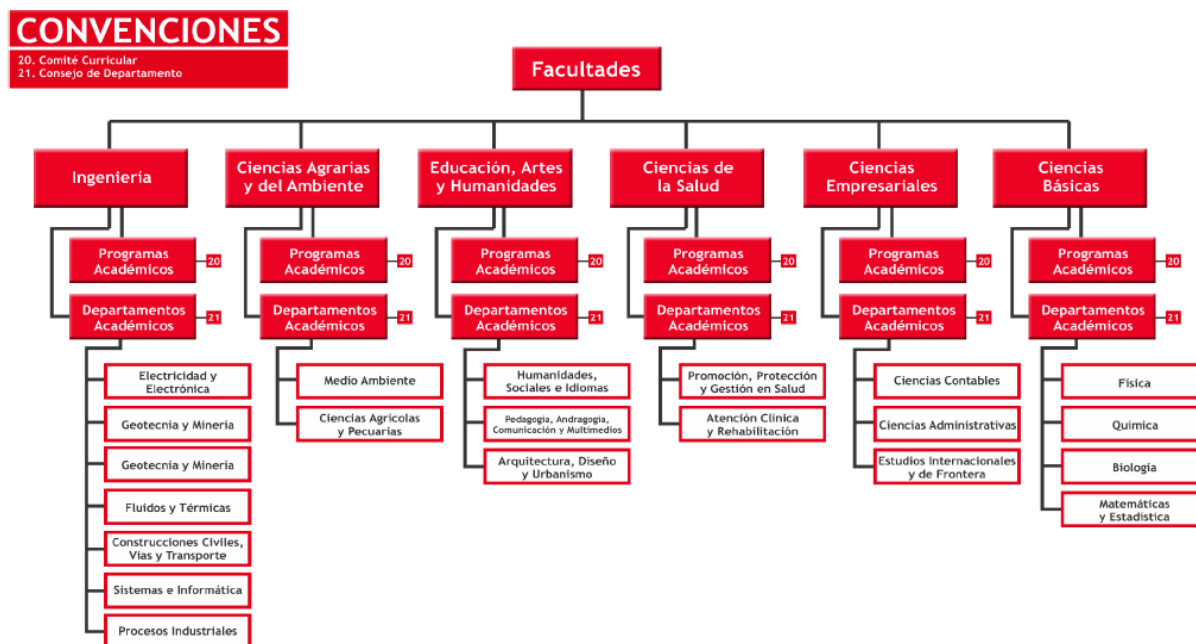 CONVENCIONES
20. Comité Curricular
21. Consejo de Departamento
Facultades
Ingeniería
Ciencias Agrarias
y del Ambiente
Educación, Artes
y Humanidades
Ciencias de
la Salud
Ciencias
Empresariales
Ciencias
Básicas
Programas
Académicos
20
Programas
Académicos
20
Programas
Académicos
20
Programas
Académicos
20
Programas
Académicos
20
Programas
Académicos
20
Departamentos
Académicos
21
Departamentos
Académicos
21
Departamentos
Académicos
21
Departamentos
Académicos
21
Departamentos
Académicos
21
Departamentos
Académicos
21
Electricidad y
Electrónica
Geotecnia y Minería
Geotecnia y Minería
Fluidos y Térmicas
Construcciones Civiles,
Vías y Transporte
Sistemas e Informática
Procesos Industriales
Medio Ambiente
Ciencias Agrícolas
y Pecuarias
Humanidades,
Sociales e Idiomas
Pedagogía, Andragogía,
Comunicación y Multimedios
Arquitectura, Diseño
y Urbanismo
Promoción, Protección
y Gestión en Salud
Atención Clínica
y Rehabilitación
Ciencias Contables
Ciencias Administrativas
Estudios Internacionales
y de Frontera
Física
Química
Biología
Matemáticas
y Estadística